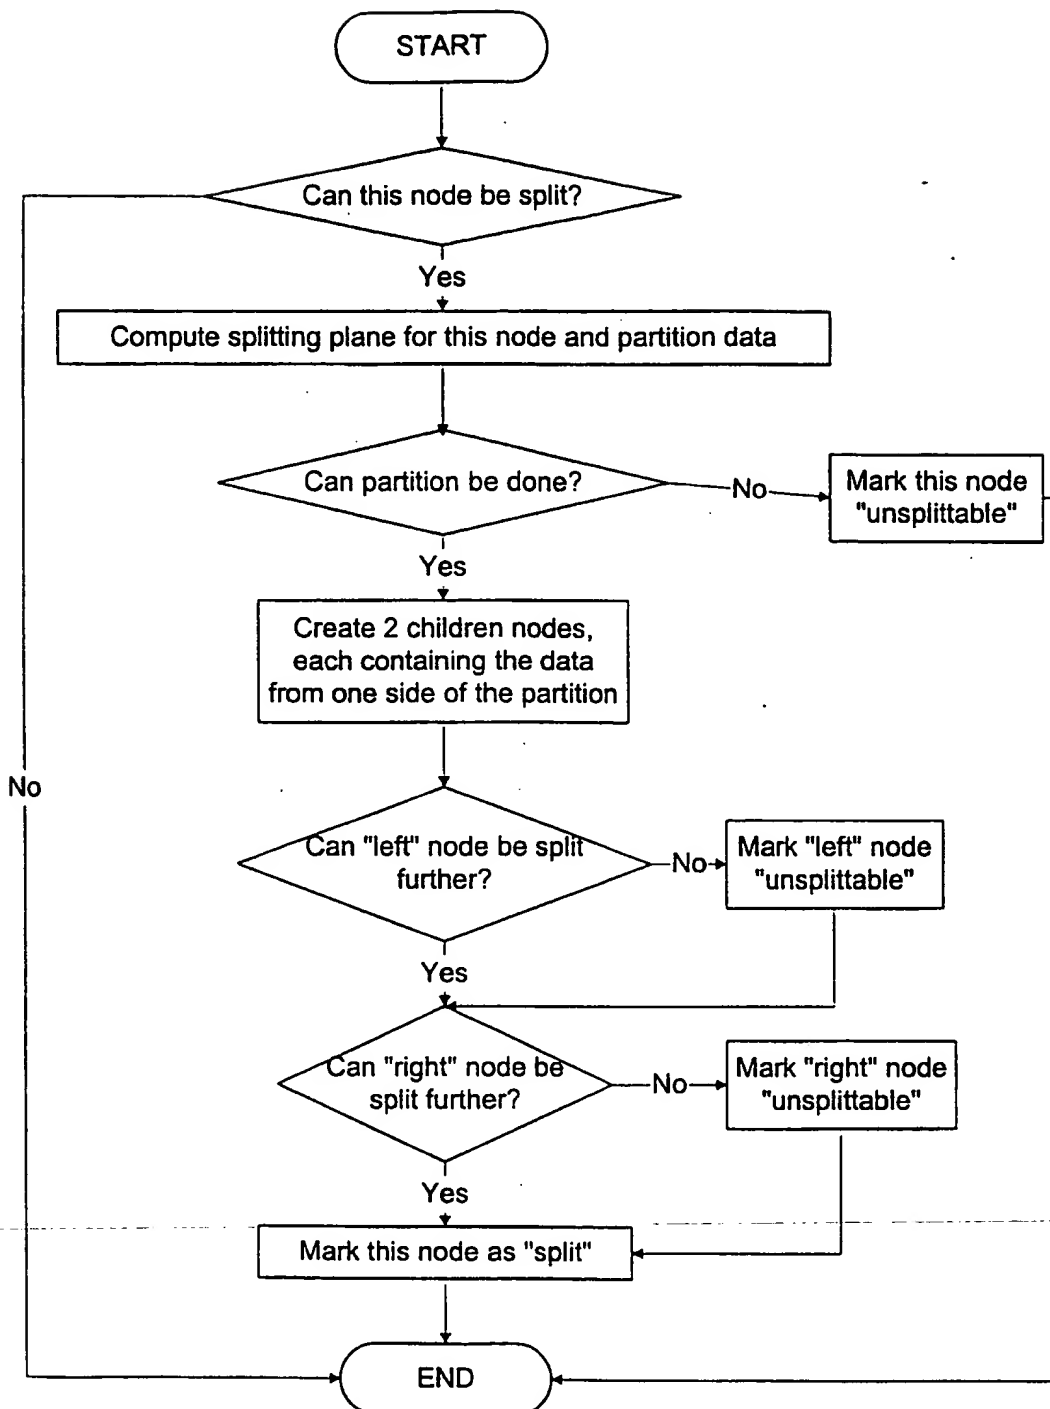 START
Can this node be split?
Yes
Compute splitting plane for this node and partition data
Can partition be done?
No
Mark this node
"unsplittable"
Yes
Create 2 children nodes,
each containing the data
from one side of the partition
No
Can "left" node be split
further?
No
Mark "left" node
"unsplittable"
Yes
Can "right" node be
split further?
No
Mark "right" node
"unsplittable"
Yes
Mark this node as "split"
END